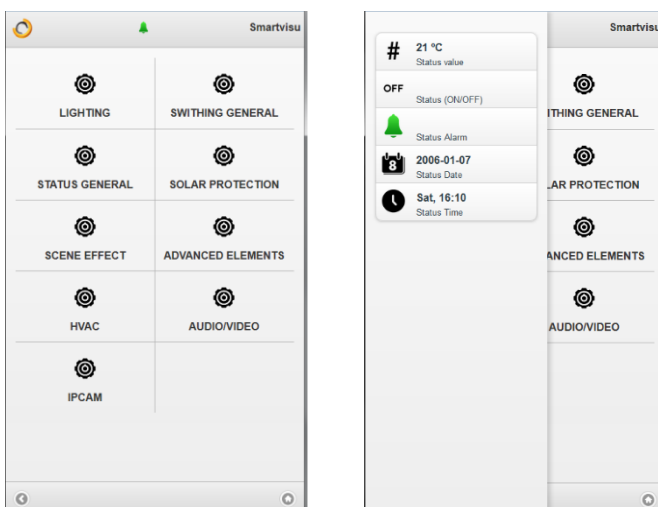 Smartvisu
LIGHTING
SWITHING GENERAL
STATUS GENERAL
SOLAR PROTECTION
SCENE EFFECT
ADVANCED ELEMENTS
HVAC
AUDIO/VIDEO
IPCAM
Smartvisu
# 21 ºC
Status value
OFF
Status (ON/OFF)
Status Alarm
8 2006-01-07
Status Date
Sat, 16:10
Status Time
THING GENERAL
LAR PROTECTION
ANCED ELEMENTS
AUDIO/VIDEO